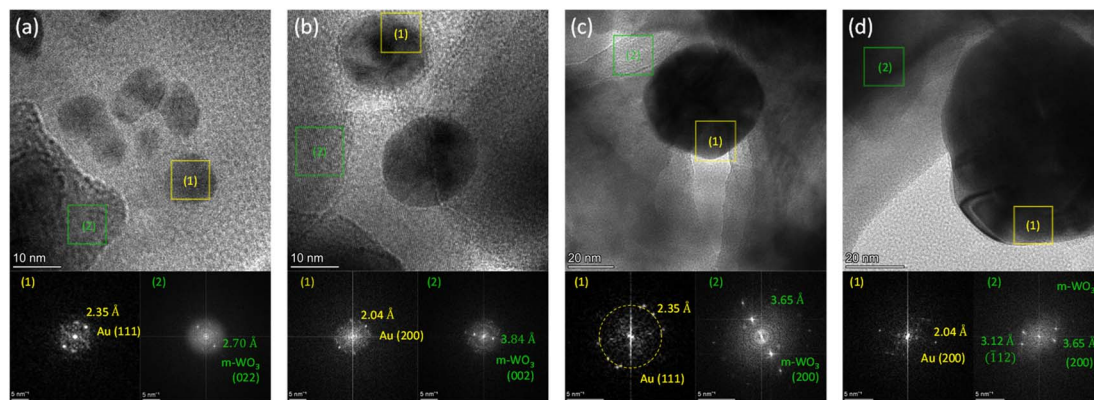 (a)
(1)
(2)
10 nm
(1)
2.35 Å
Au (111)
5 nm⁻¹
(2)
2.70 Å
m-WO₃
(022)
5 nm⁻¹
(b)
(1)
(2)
10 nm
(1)
2.04 Å
Au (200)
5 nm⁻¹
(2)
3.84 Å
m-WO₃
(002)
5 nm⁻¹
(c)
(2)
(1)
20 nm
(1)
2.35 Å
Au (111)
5 nm⁻¹
(2)
3.65 Å
m-WO₃
(200)
5 nm⁻¹
(d)
(2)
(1)
20 nm
(1)
2.04 Å
Au (200)
5 nm⁻¹
(2)
m-WO₃
3.12 Å
(1̄12)
3.65 Å
(200)
5 nm⁻¹